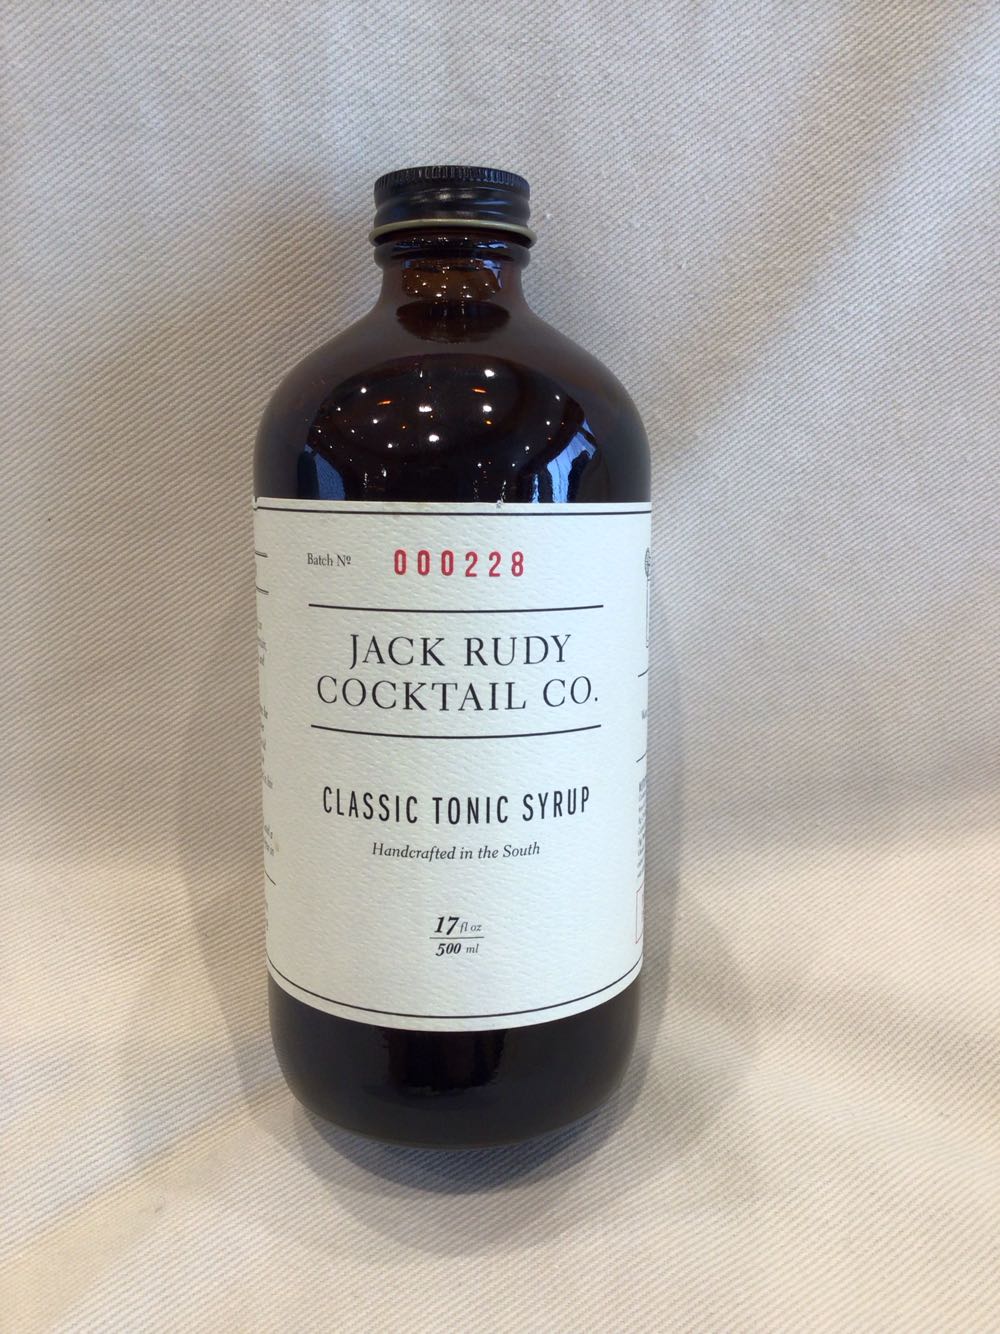 Batch Nº 000228
JACK RUDY
COCKTAIL CO.
CLASSIC TONIC SYRUP
Handcrafted in the South
17 fl oz
500 ml